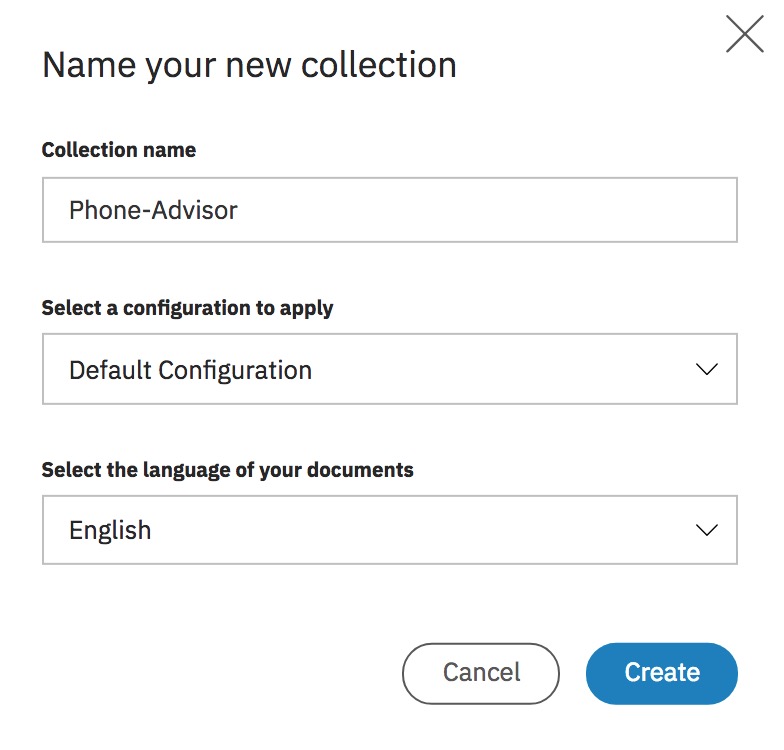 Name your new collection
Collection name
Phone-Advisor
Select a configuration to apply
Default Configuration
Select the language of your documents
English
Cancel
Create